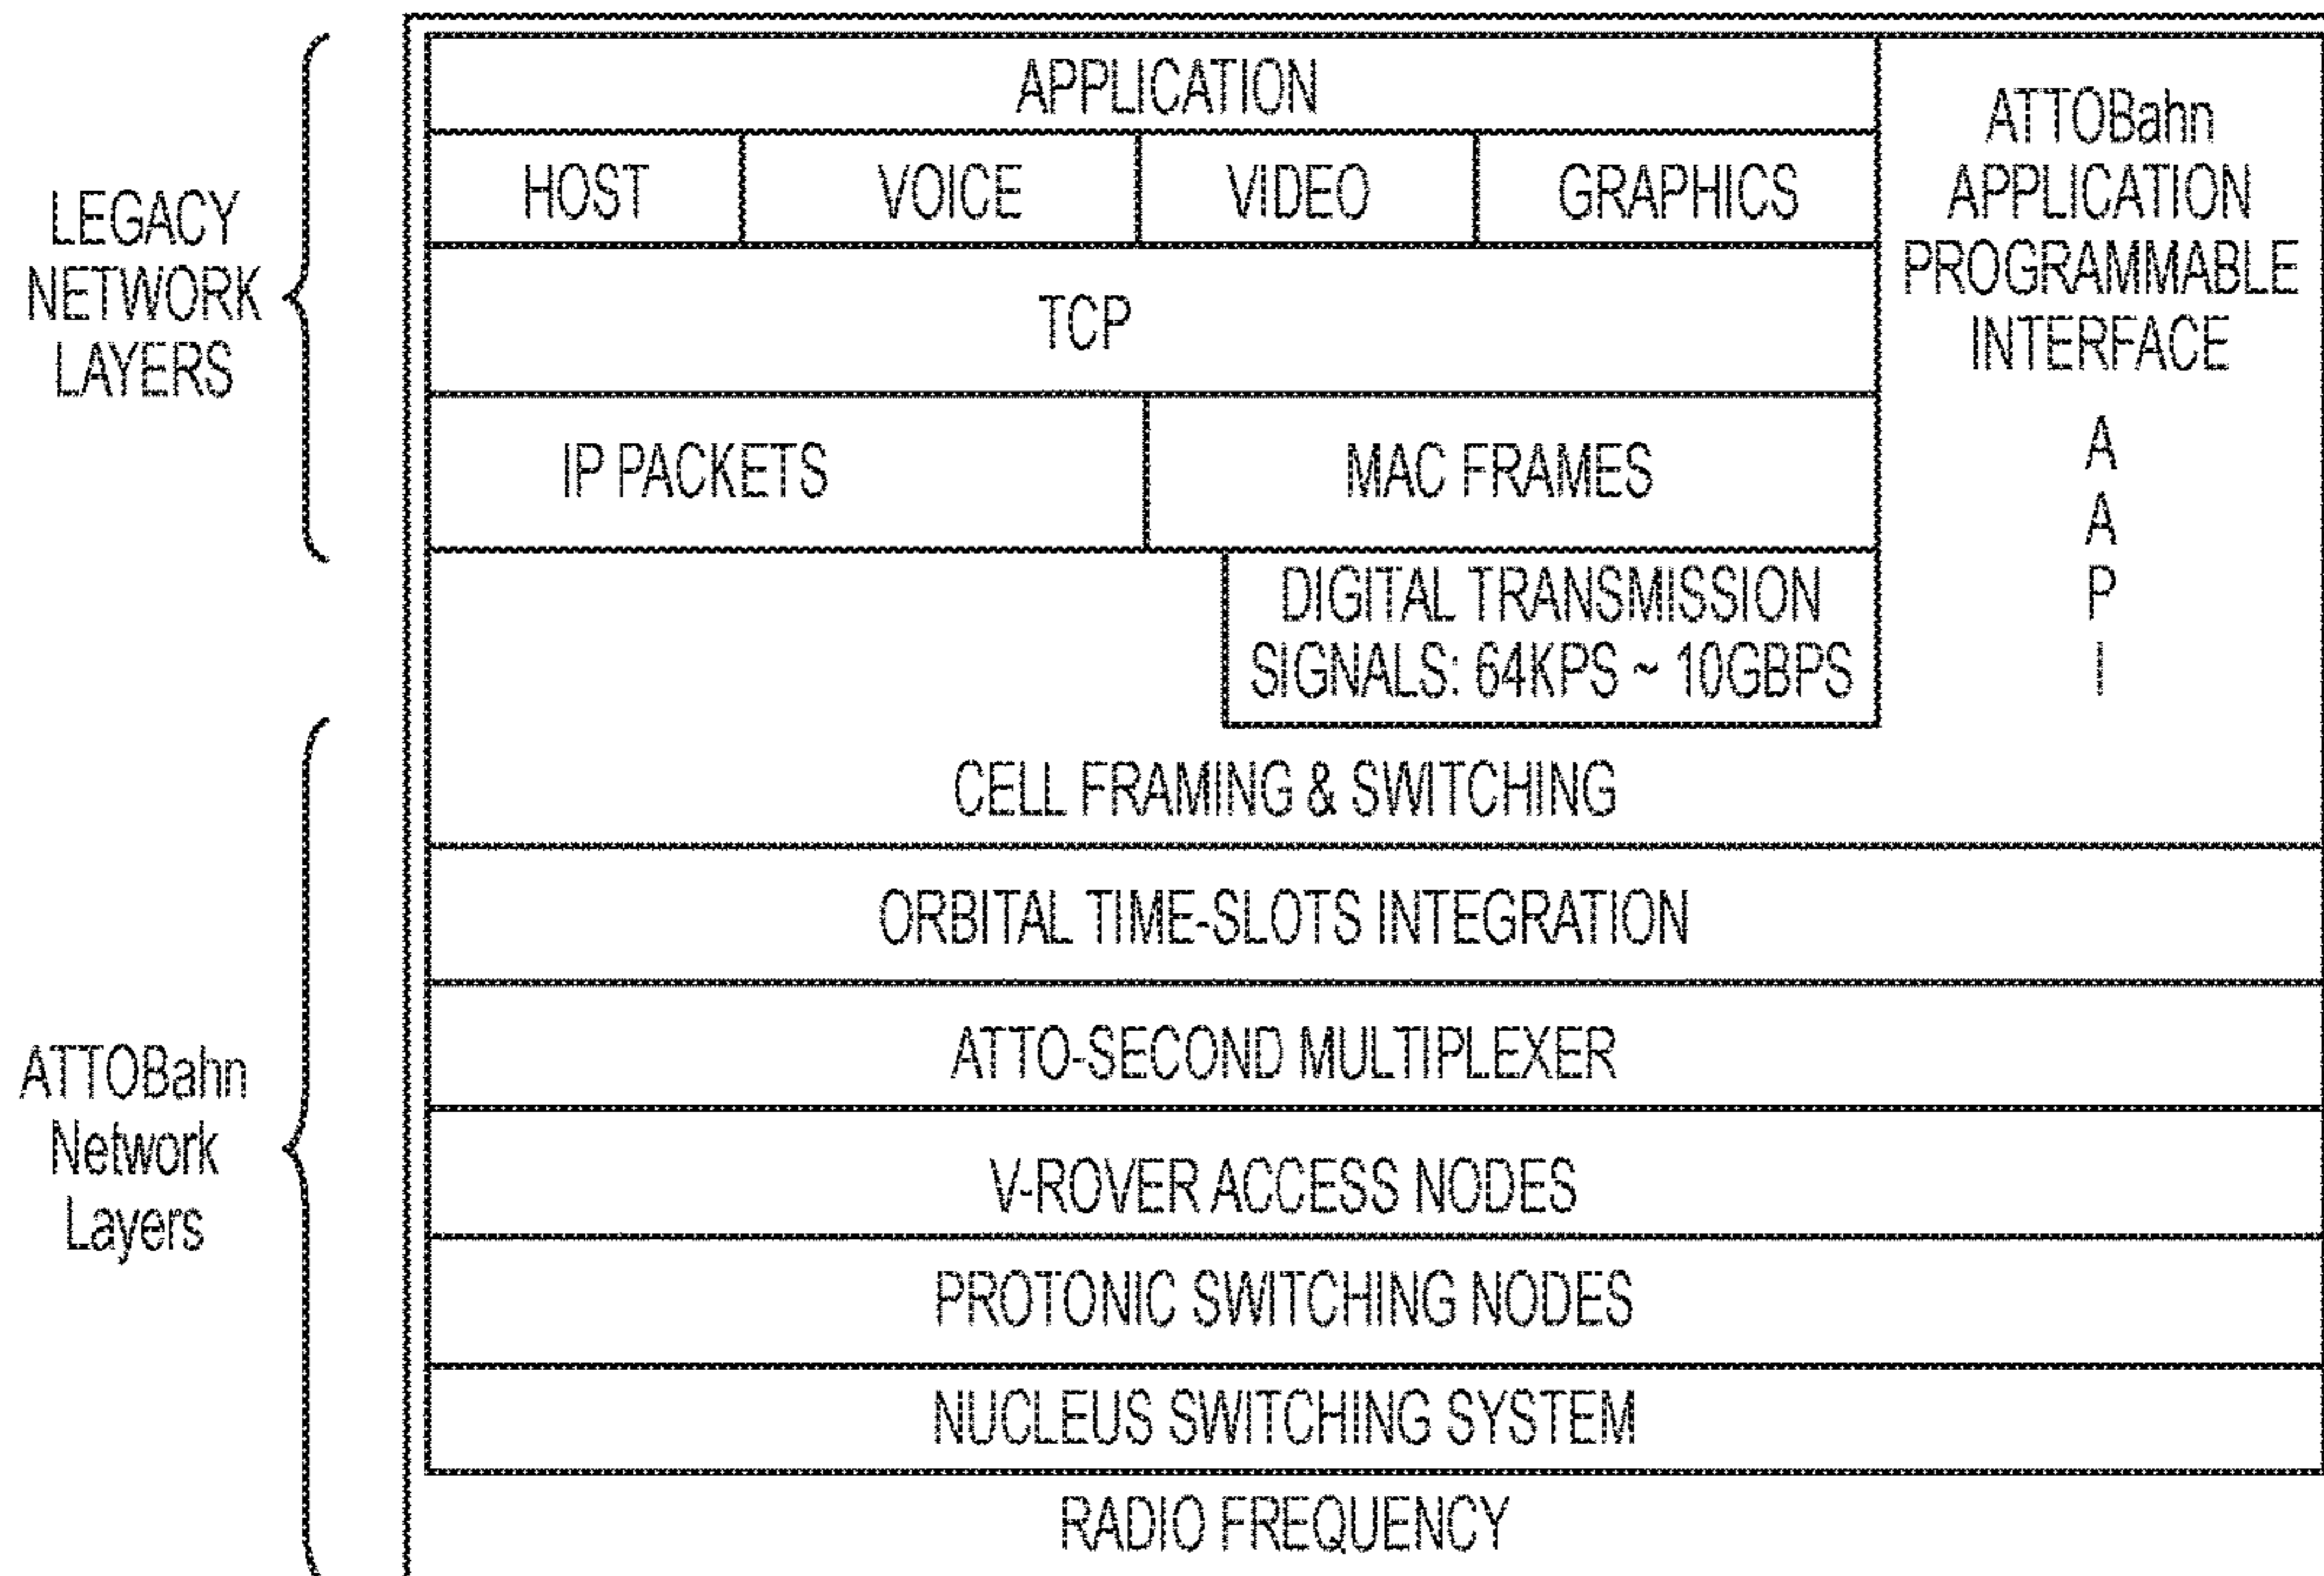 LEGACY
NETWORK
LAYERS
APPLICATION
HOST
VOICE
VIDEO
GRAPHICS
TCP
IP PACKETS
MAC FRAMES
DIGITAL TRANSMISSION
SIGNALS: 64KPS ~ 10GBPS
ATTOBahn
APPLICATION
PROGRAMMABLE
INTERFACE
A
A
P
I
ATTOBahn
Network
Layers
CELL FRAMING & SWITCHING
ORBITAL TIME-SLOTS INTEGRATION
ATTO-SECOND MULTIPLEXER
V-ROVER ACCESS NODES
PROTONIC SWITCHING NODES
NUCLEUS SWITCHING SYSTEM
RADIO FREQUENCY